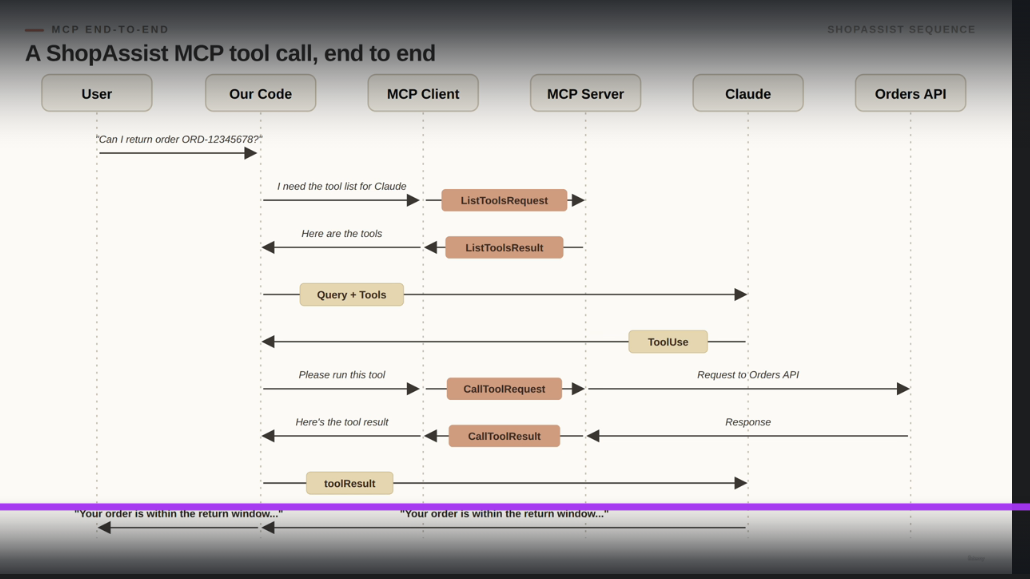 MCP END-TO-END
SHOPASSIST SEQUENCE
A ShopAssist MCP tool call, end to end
User
Our Code
MCP Client
MCP Server
Claude
Orders API
"Can I return order ORD-12345678?"
I need the tool list for Claude
ListToolsRequest
Here are the tools
ListToolsResult
Query + Tools
ToolUse
Please run this tool
CallToolRequest
Request to Orders API
Here's the tool result
CallToolResult
Response
toolResult
"Your order is within the return window..."
"Your order is within the return window..."